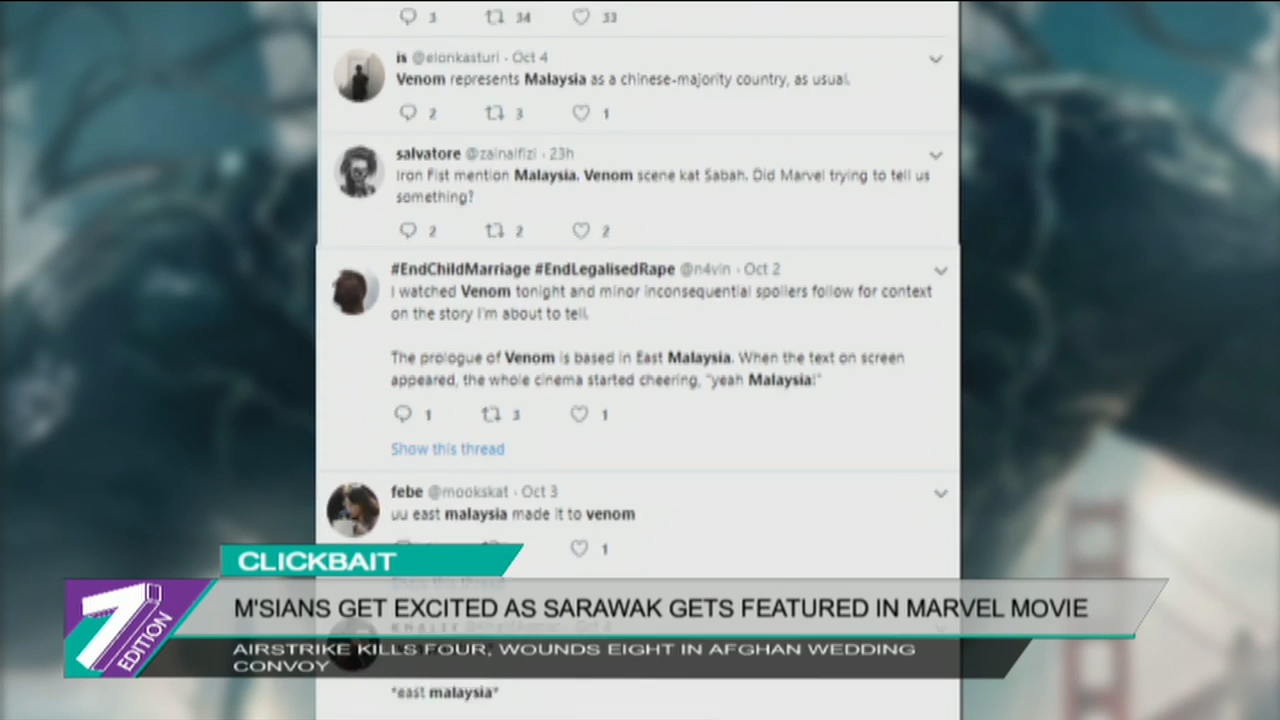 3 34 33
is @elonkasturi · Oct 4
Venom represents Malaysia as a chinese-majority country, as usual.
2 3 1
salvatore @zainalfizi · 23h
Iron Fist mention Malaysia. Venom scene kat Sabah. Did Marvel trying to tell us
something?
2 2 2
#EndChildMarriage #EndLegalisedRape @n4vin · Oct 2
I watched Venom tonight and minor inconsequential spoilers follow for context
on the story I'm about to tell.
The prologue of Venom is based in East Malaysia. When the text on screen
appeared, the whole cinema started cheering, "yeah Malaysia!"
1 3 1
Show this thread
febe @mookskat · Oct 3
uu east malaysia made it to venom
1
CLICKBAIT
7 EDITION
M'SIANS GET EXCITED AS SARAWAK GETS FEATURED IN MARVEL MOVIE
AIRSTRIKE KILLS FOUR, WOUNDS EIGHT IN AFGHAN WEDDING
CONVOY
*east malaysia*